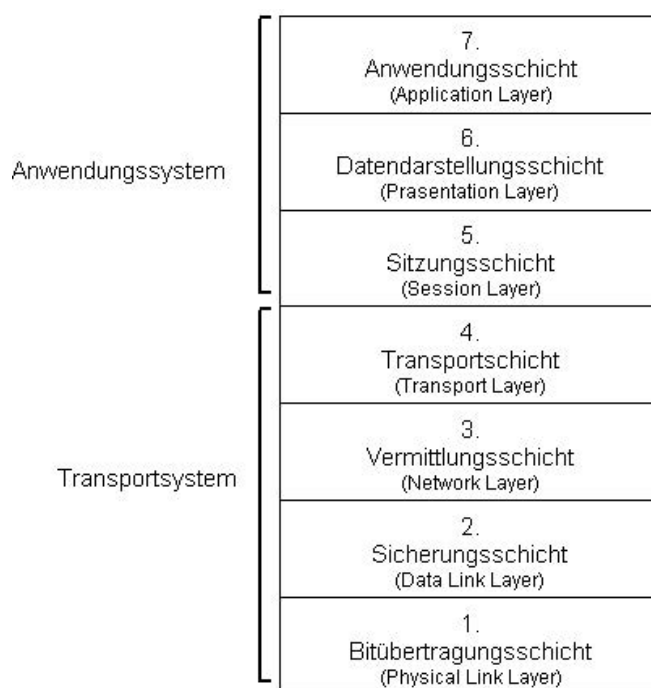 7.
Anwendungsschicht
(Application Layer)
6.
Datendarstellungsschicht
(Prasentation Layer)
Anwendungssystem
5.
Sitzungsschicht
(Session Layer)
4.
Transportschicht
(Transport Layer)
3.
Vermittlungsschicht
(Network Layer)
Transportsystem
2.
Sicherungsschicht
(Data Link Layer)
1.
Bitübertragungsschicht
(Physical Link Layer)